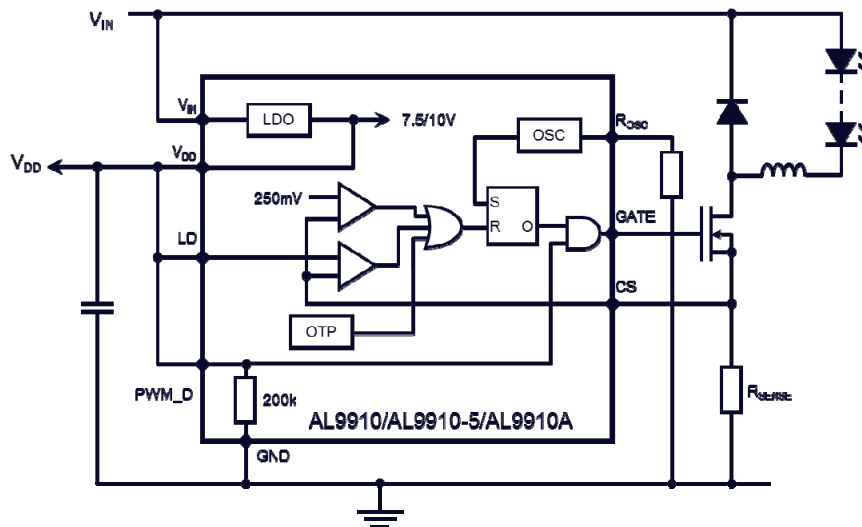 VIN
VIN
LDO
7.5/10V
OSC
ROSC
VDD
VDD
250mV
S
R
O
GATE
LD
CS
OTP
PWM_D
200k
RSENSE
AL9910/AL9910-5/AL9910A
GND